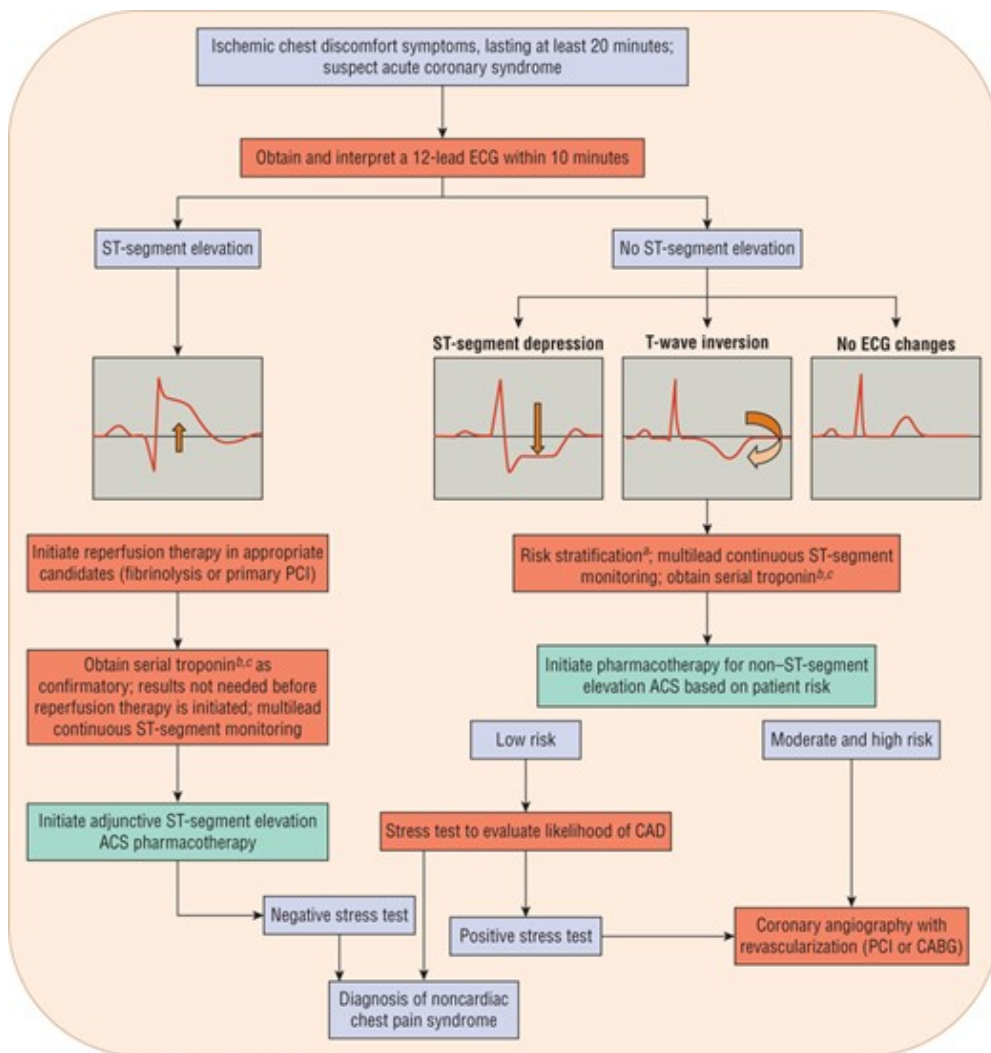 Ischemic chest discomfort symptoms, lasting at least 20 minutes;
suspect acute coronary syndrome
Obtain and interpret a 12-lead ECG within 10 minutes
ST-segment elevation
No ST-segment elevation
ST-segment depression
T-wave inversion
No ECG changes
Initiate reperfusion therapy in appropriate
candidates (fibrinolysis or primary PCI)
Obtain serial troponin^b,c as
confirmatory; results not needed before
reperfusion therapy is initiated; multilead
continuous ST-segment monitoring
Initiate adjunctive ST-segment elevation
ACS pharmacotherapy
Risk stratification^a; multilead continuous ST-segment
monitoring; obtain serial troponin^b,c
Initiate pharmacotherapy for non–ST-segment
elevation ACS based on patient risk
Low risk
Moderate and high risk
Stress test to evaluate likelihood of CAD
Negative stress test
Positive stress test
Coronary angiography with
revascularization (PCI or CABG)
Diagnosis of noncardiac
chest pain syndrome